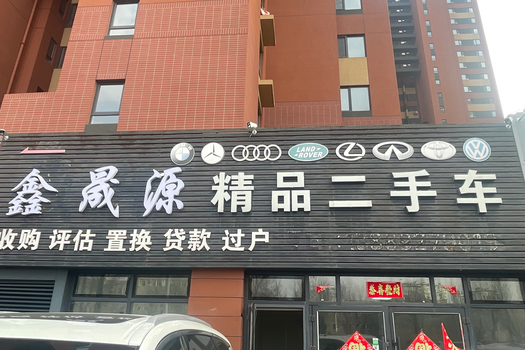 LAND ROVER
鑫晟源 精品二手车
收购 评估 置换 贷款 过户